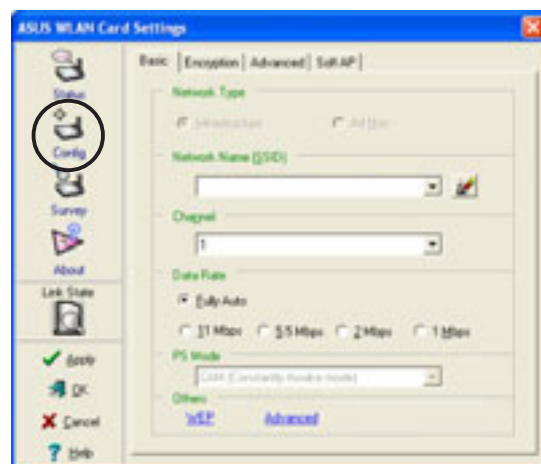 ASUS WLAN Card Settings
Status
Config
Survey
About
Link State
Apply
OK
Cancel
Help
Basic Encryption Advanced Soft AP
Network Type
Infrastructure Ad Hoc
Network Name (SSID)
Channel
1
Data Rate
Fully Auto
11 Mbps 5.5 Mbps 2 Mbps 1 Mbps
PS Mode
CAM (Constantly Awake mode)
Others
WEP Advanced